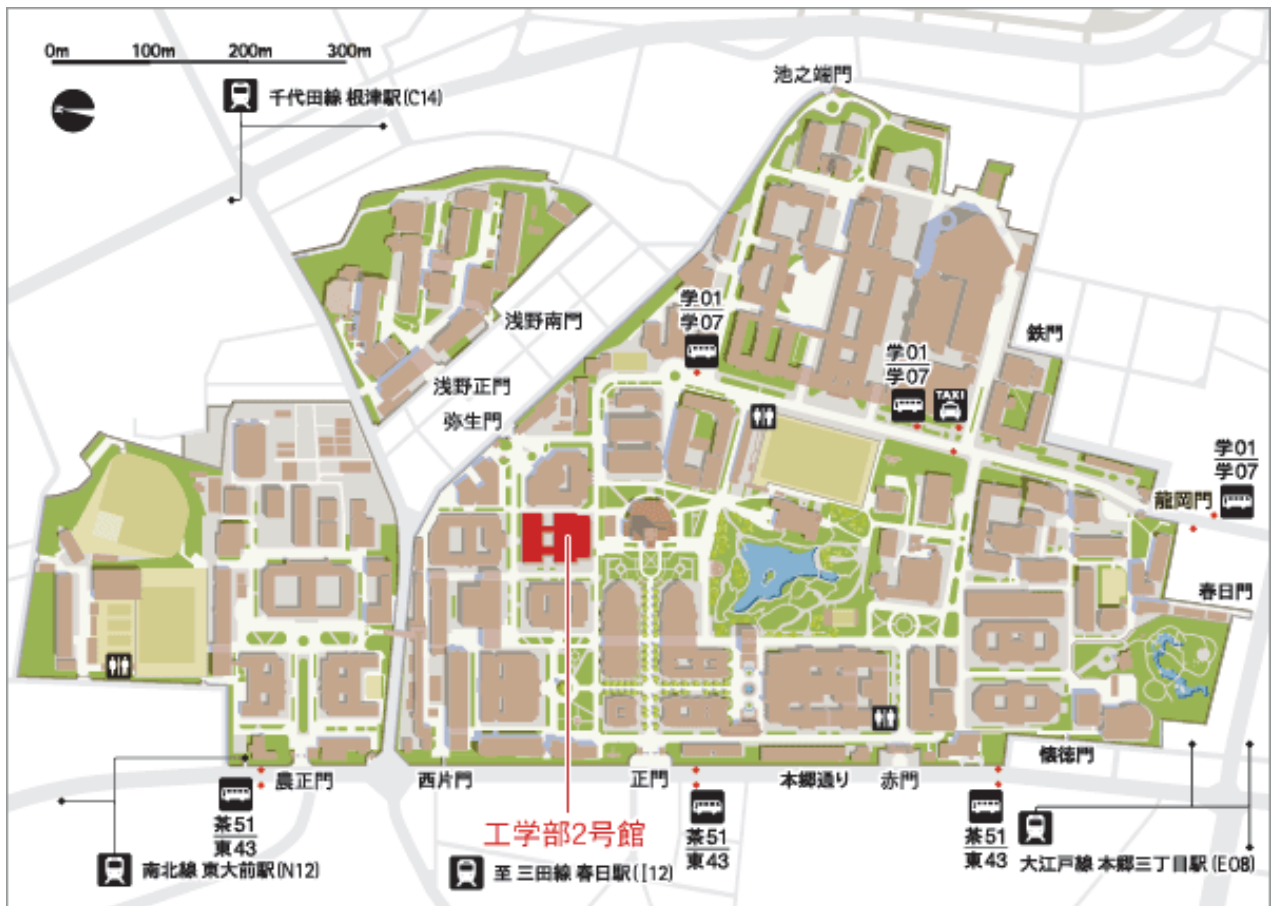 0m 100m 200m 300m
千代田線 根津駅(C14)
池之端門
浅野南門
学01
学07
学01
学07
TAXI
鉄門
浅野正門
弥生門
学01
学07
龍岡門
春日門
農正門
西片門
正門
本郷通り
赤門
懐徳門
茶51
東43
工学部2号館
茶51
東43
茶51
東43
南北線 東大前駅(N12)
至 三田線 春日駅([12)
大江戸線 本郷三丁目駅(E08)